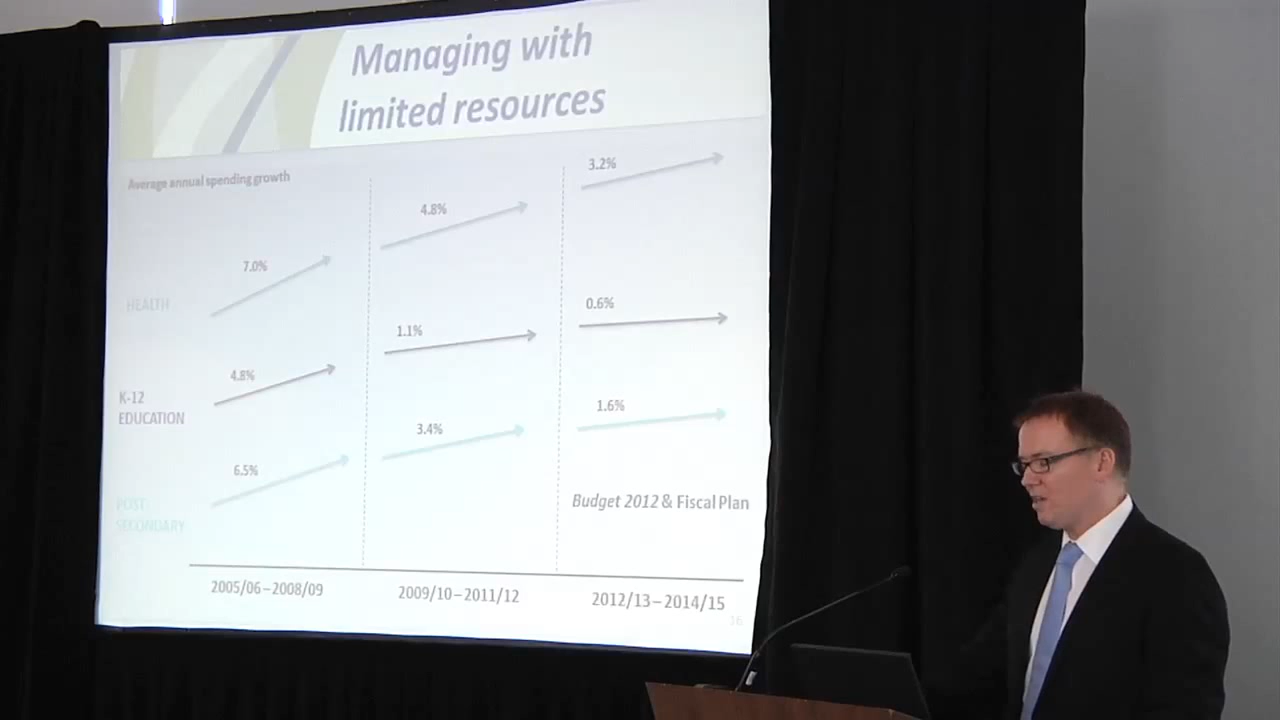 Managing with
limited resources
Average annual spending growth
3.2%
4.8%
7.0%
HEALTH
0.6%
1.1%
4.8%
K-12
EDUCATION
1.6%
3.4%
6.5%
POST-
SECONDARY
Budget 2012 & Fiscal Plan
2005/06 – 2008/09
2009/10 – 2011/12
2012/13 – 2014/15
16